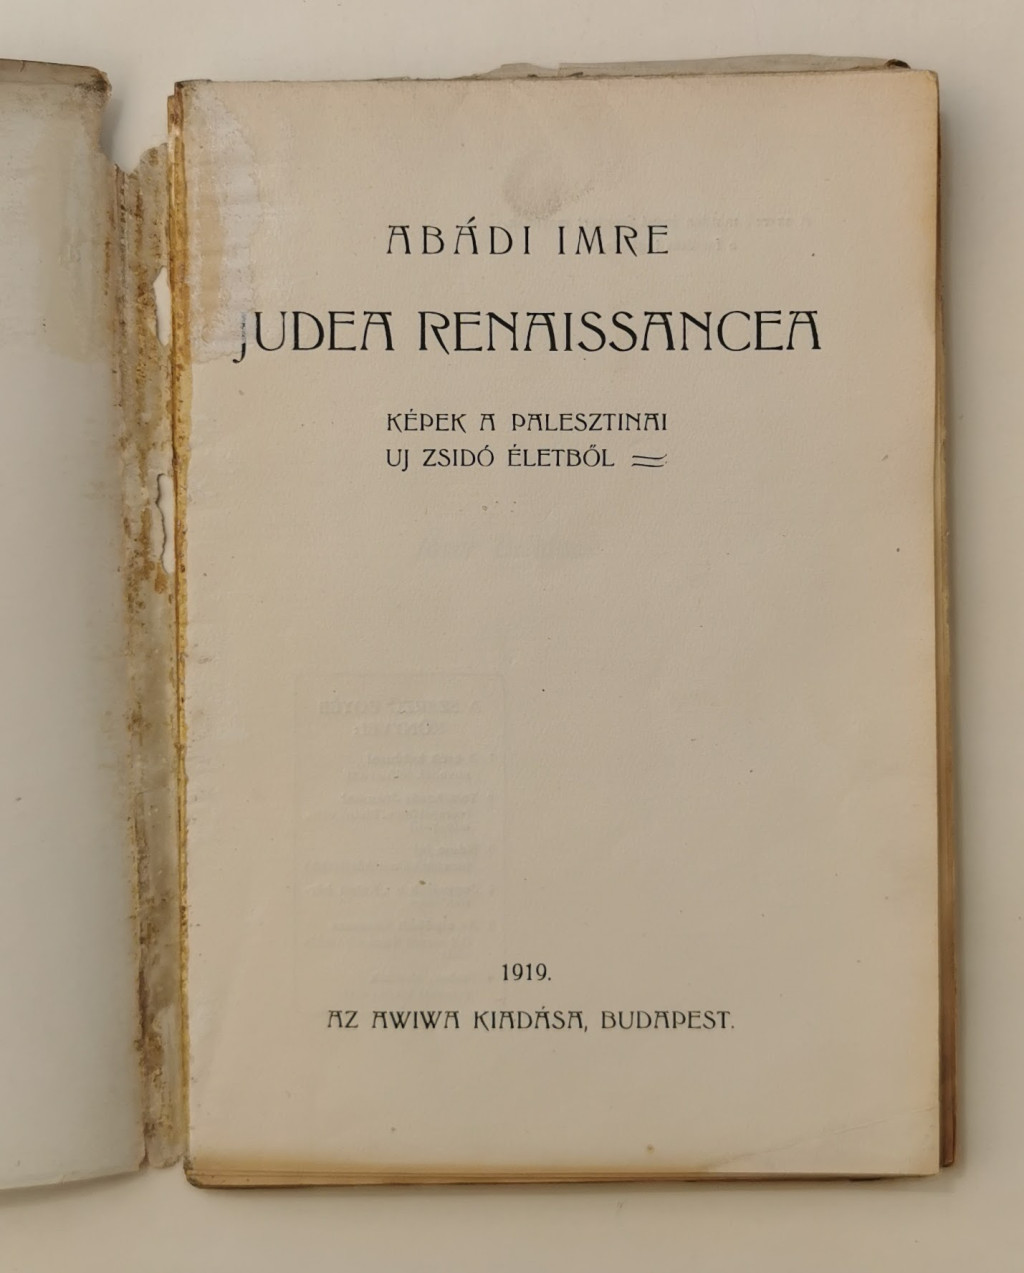 ABÁDI IMRE
JUDEA RENAISSANCEA
KÉPEK A PALESZTINAI
UJ ZSIDÓ ÉLETBŐL
1919.
AZ AWIWA KIADÁSA, BUDAPEST.